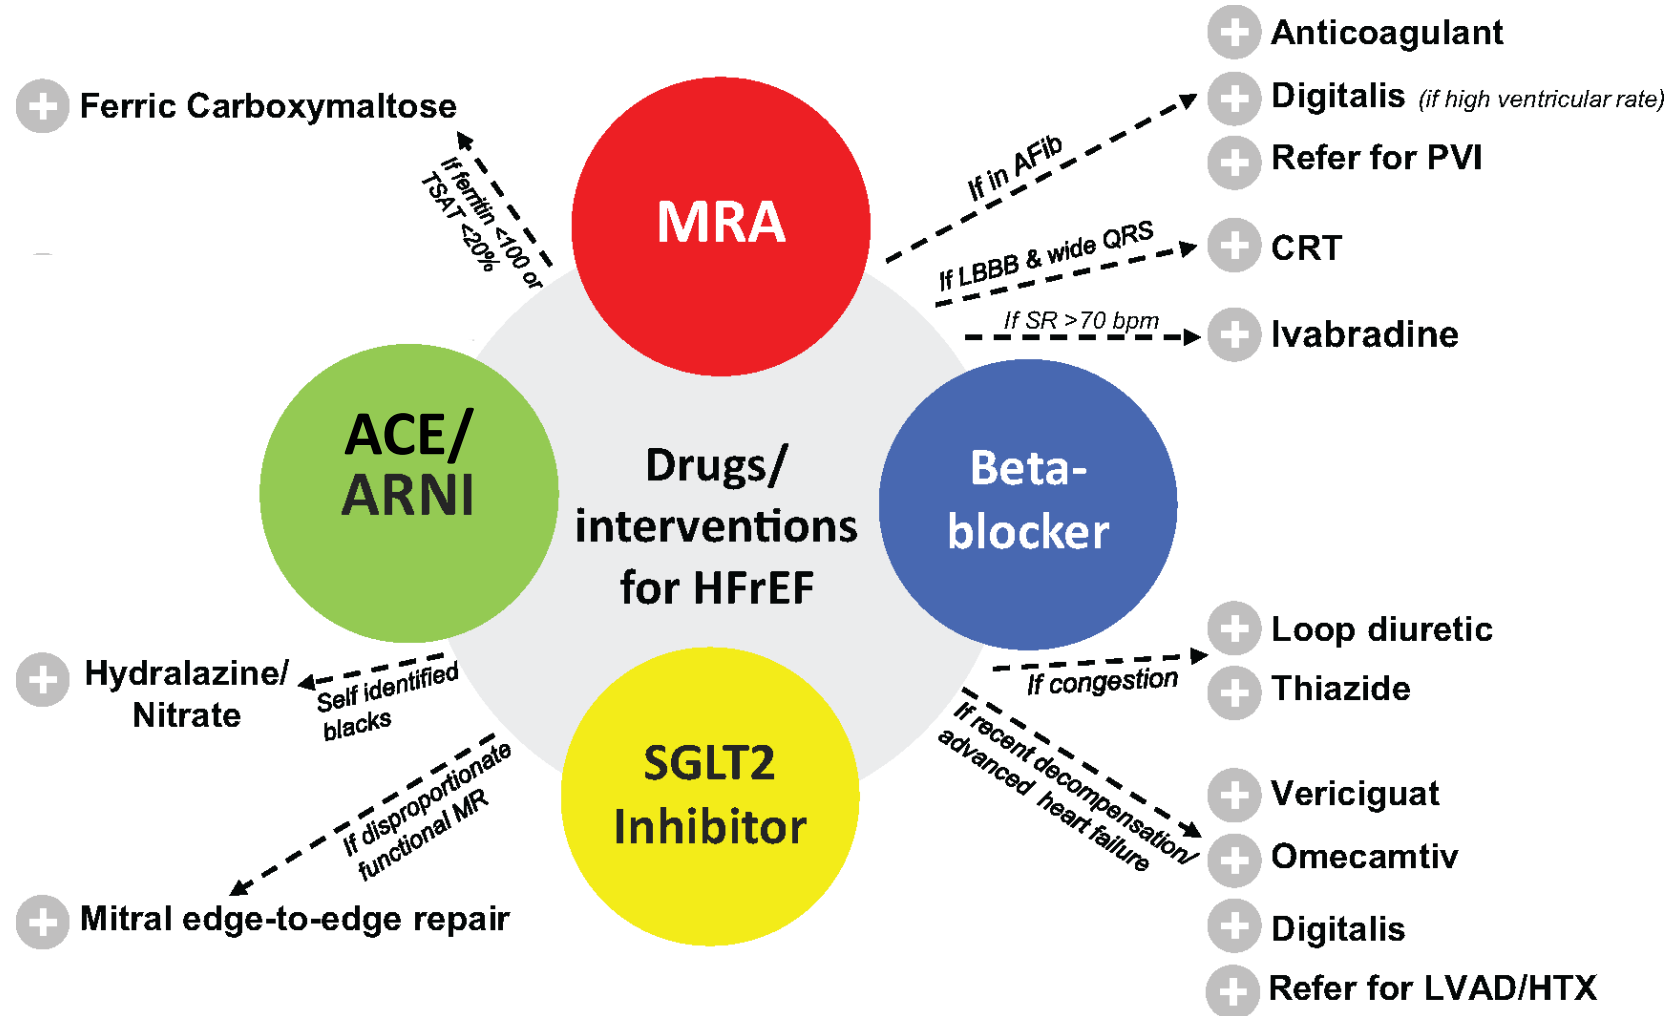 Ferric Carboxymaltose
If ferritin <100 or
TSAT <20%
MRA
If in AFib
Anticoagulant
Digitalis (if high ventricular rate)
Refer for PVI
If LBBB & wide QRS
CRT
If SR >70 bpm
Ivabradine
ACE/
ARNI
Drugs/
interventions
for HFrEF
Beta-
blocker
Hydralazine/
Nitrate
Self identified
blacks
If disproportionate
functional MR
Mitral edge-to-edge repair
SGLT2
Inhibitor
If congestion
Loop diuretic
Thiazide
If recent decompensation/
advanced heart failure
Vericiguat
Omecamtiv
Digitalis
Refer for LVAD/HTX